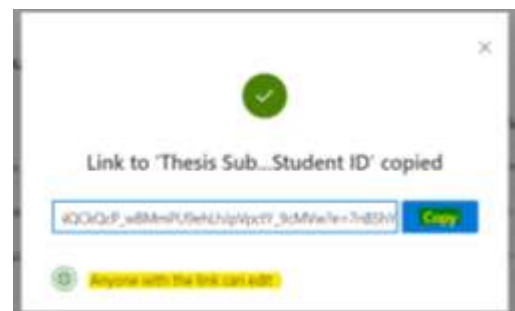 Link to 'Thesis Sub...Student ID' copied
Copy
Anyone with the link can edit